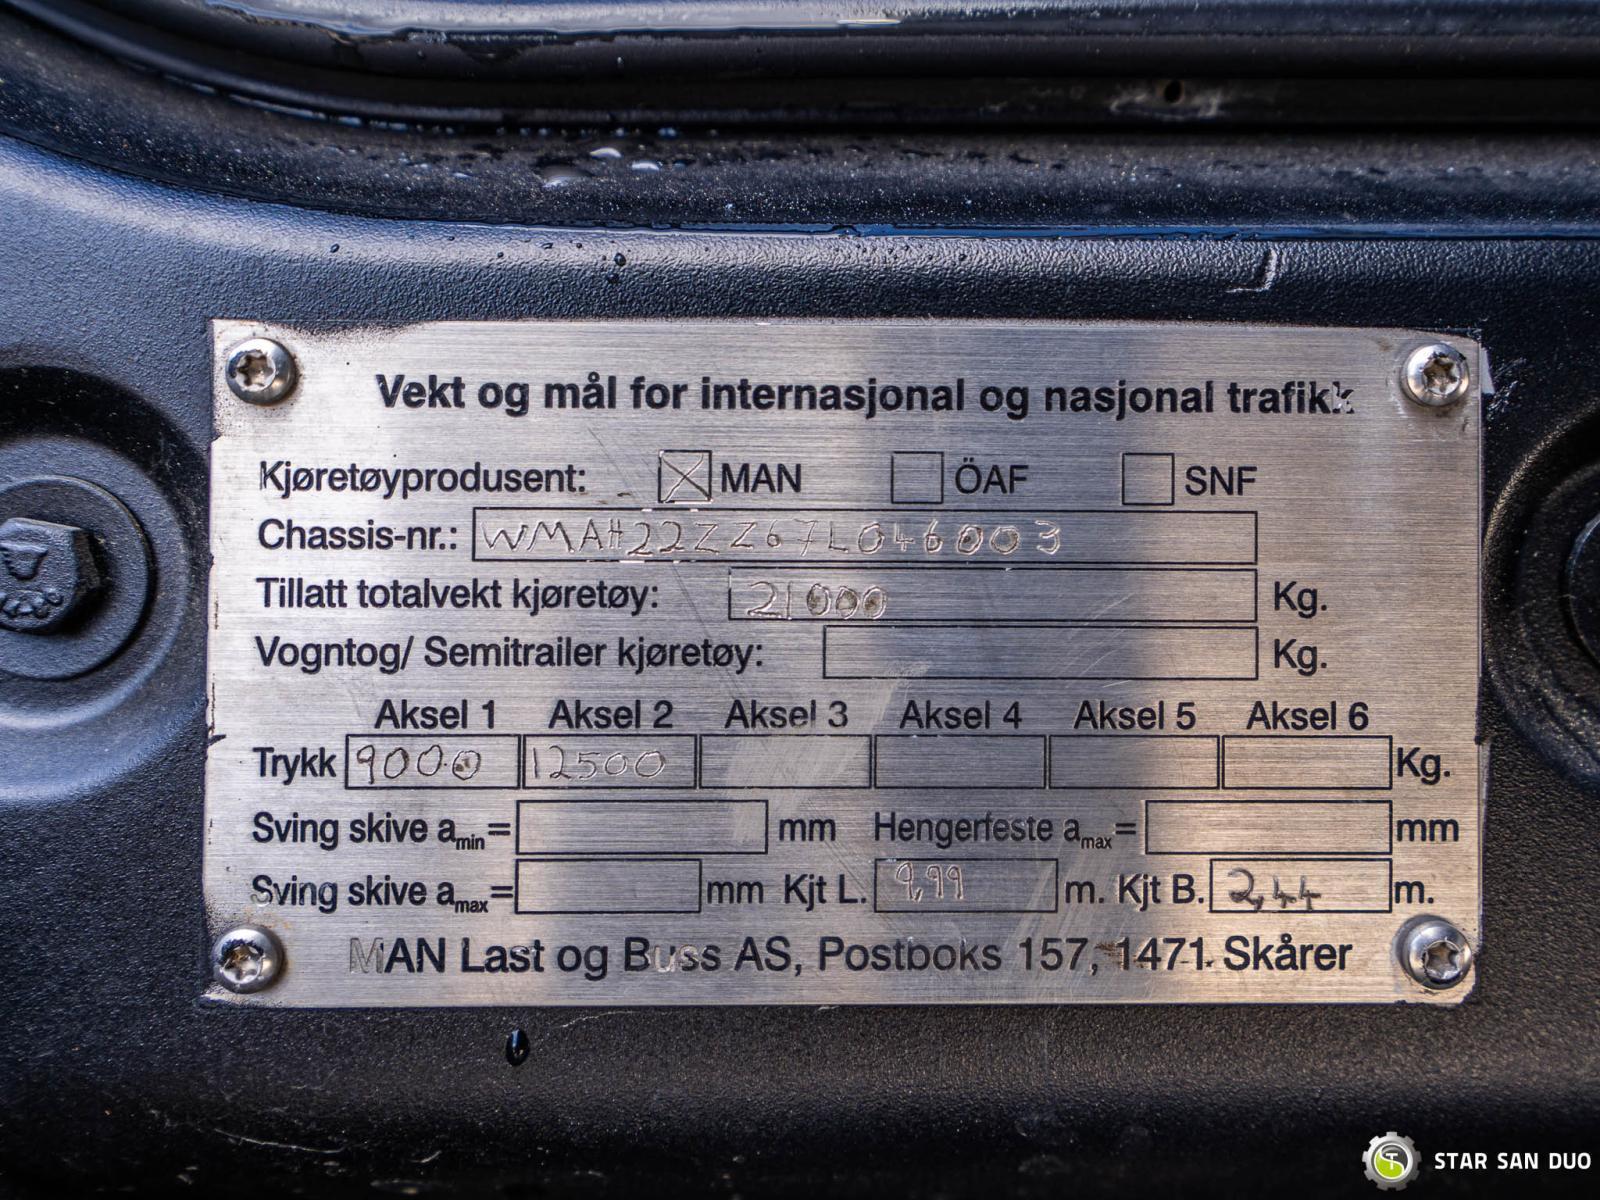 Vekt og mål for internasjonal og nasjonal trafikk
Kjøretøyprodusent: MAN ÖAF SNF
Chassis-nr.: WMAH22ZZ67L046003
Tillatt totalvekt kjøretøy: 21000 Kg.
Vogntog/ Semitrailer kjøretøy: Kg.
Aksel 1 Aksel 2 Aksel 3 Aksel 4 Aksel 5 Aksel 6
Trykk 9000 12500 Kg.
Sving skive amin= mm Hengerfeste amax= mm
Sving skive amax= mm Kjt L. 9,99 m. Kjt B. 2,44 m.
MAN Last og Buss AS, Postboks 157, 1471 Skårer
STAR SAN DUO